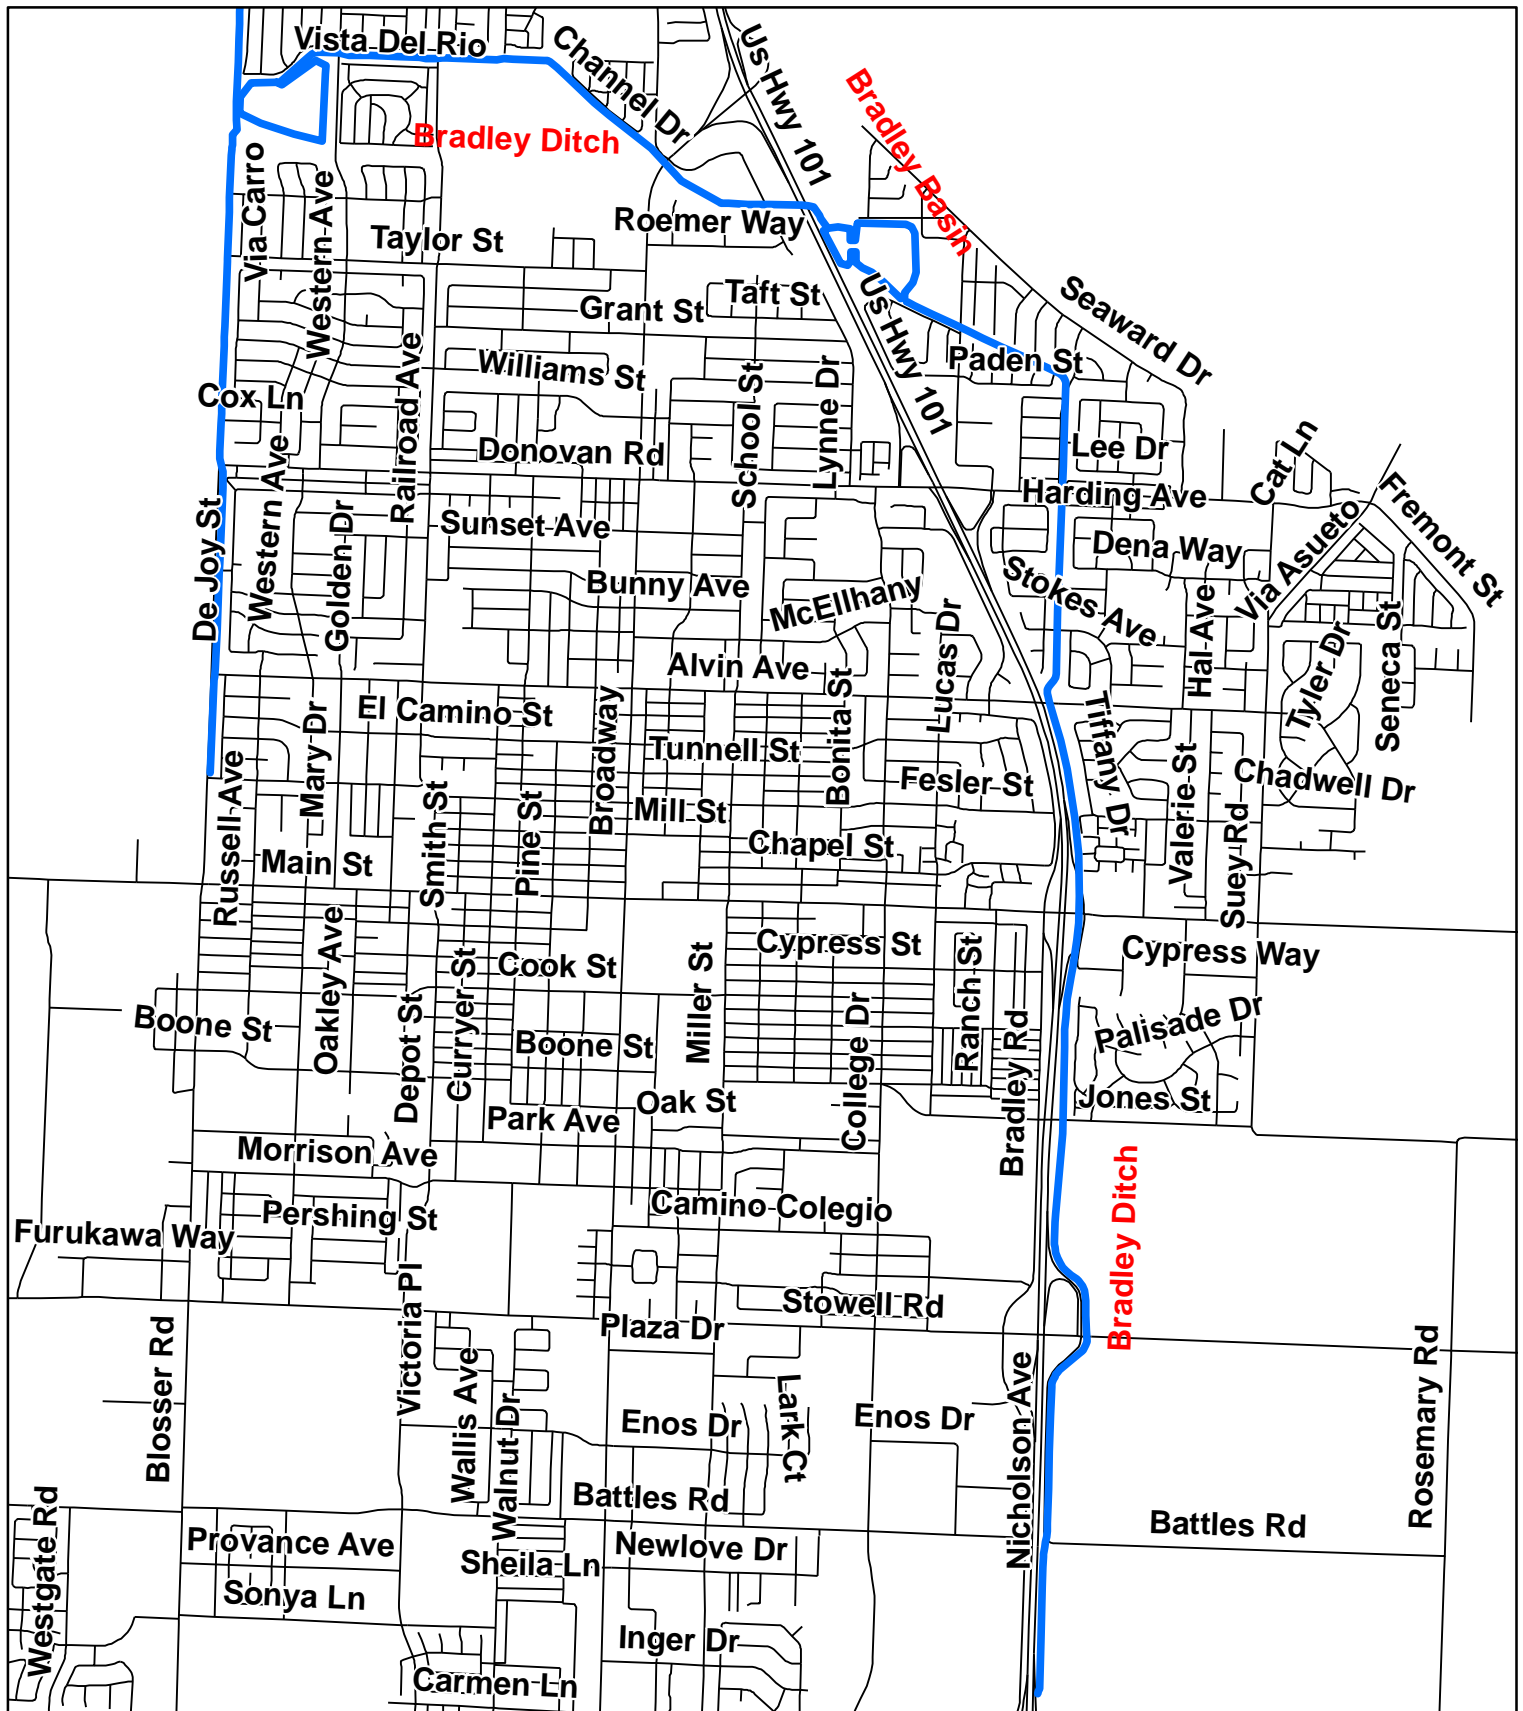 Vista Del Rio
Channel Dr
Us Hwy 101
Bradley Basin
Bradley Ditch
Via Carro
Western Ave
Taylor St
Roemer Way
Grant St
Taft St
Us Hwy 101
Seaward Dr
Railroad Ave
Williams St
School St
Lynne Dr
Paden St
Cox Ln
Donovan Rd
Lee Dr
Cat Ln
Harding Ave
Fremont St
De Joy St
Western Ave
Golden Dr
Sunset Ave
Dena Way
Via Asueto
Bunny Ave
McEllhany
Stokes Ave
Hal Ave
Tyler Dr
Seneca St
Alvin Ave
Lucas Dr
Bonita St
El Camino St
Mary Dr
Broadway
Tunnell St
Tiffany Dr
Valerie St
Chadwell Dr
Fesler St
Russell Ave
Smith St
Pine St
Mill St
Chapel St
Suey Rd
Main St
Oakley Ave
Cypress St
Cypress Way
Cook St
Curryer St
Miller St
Ranch St
Boone St
Depot St
Boone St
College Dr
Bradley Rd
Palisade Dr
Oak St
Jones St
Park Ave
Morrison Ave
Camino Colegio
Pershing St
Furukawa Way
Bradley Ditch
Victoria Pl
Stowell Rd
Plaza Dr
Blosser Rd
Wallis Ave
Walnut Dr
Lark Ct
Enos Dr
Enos Dr
Nicholson Ave
Rosemary Rd
Battles Rd
Battles Rd
Westgate Rd
Provance Ave
Sheila Ln
Newlove Dr
Sonya Ln
Inger Dr
Carmen Ln